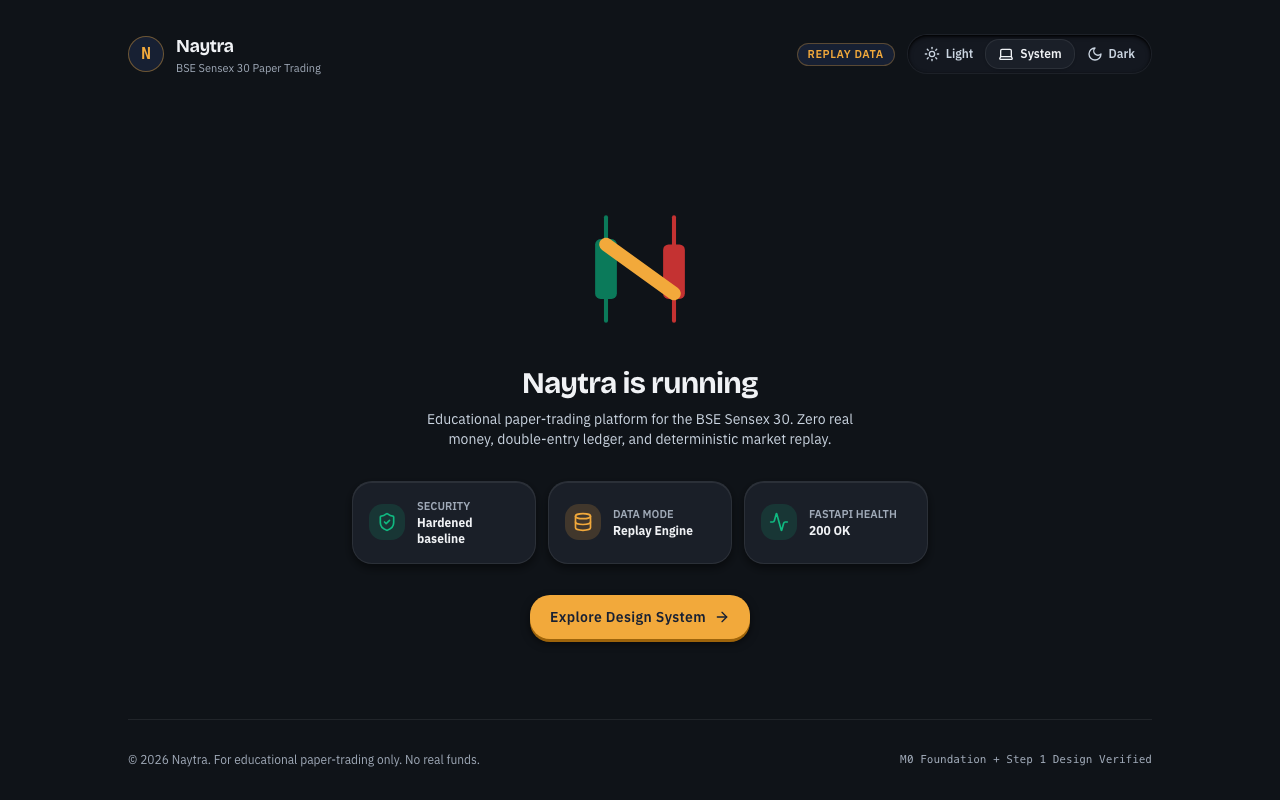 N
Naytra
BSE Sensex 30 Paper Trading
REPLAY DATA
Light
System
Dark
Naytra is running
Educational paper-trading platform for the BSE Sensex 30. Zero real
money, double-entry ledger, and deterministic market replay.
SECURITY
Hardened
baseline
DATA MODE
Replay Engine
FASTAPI HEALTH
200 OK
Explore Design System
© 2026 Naytra. For educational paper-trading only. No real funds.
M0 Foundation + Step 1 Design Verified